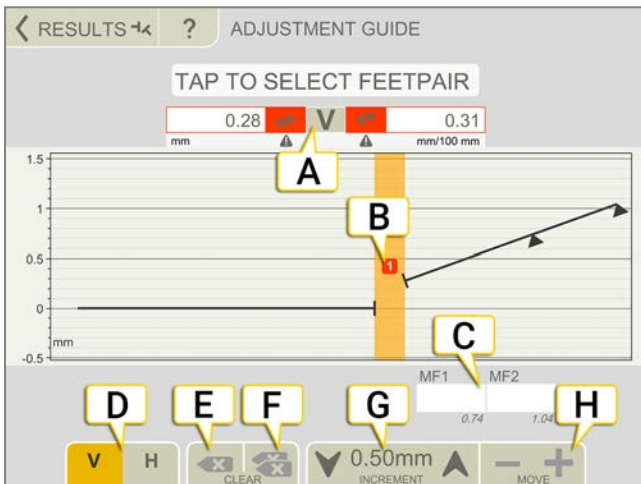 RESULTS ? ADJUSTMENT GUIDE
TAP TO SELECT FEETPAIR
0.28 V 0.31
mm mm/100 mm
A
1.5
1
B
0.5
1
0
C
mm
-0.5
MF1 MF2
D E F G H
0.74 1.04
V H 0.50mm
CLEAR INCREMENT MOVE